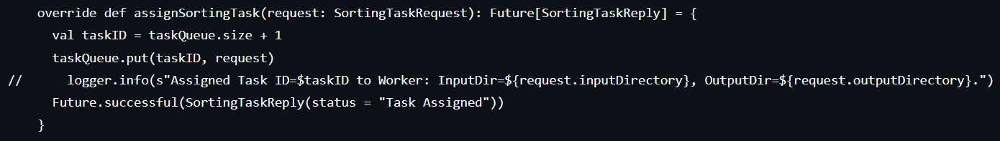 override def assignSortingTask(request: SortingTaskRequest): Future[SortingTaskReply] = {
val taskID = taskQueue.size + 1
taskQueue.put(taskID, request)
// logger.info(s"Assigned Task ID=$taskID to Worker: InputDir=${request.inputDirectory}, OutputDir=${request.outputDirectory}.")
Future.successful(SortingTaskReply(status = "Task Assigned"))
}